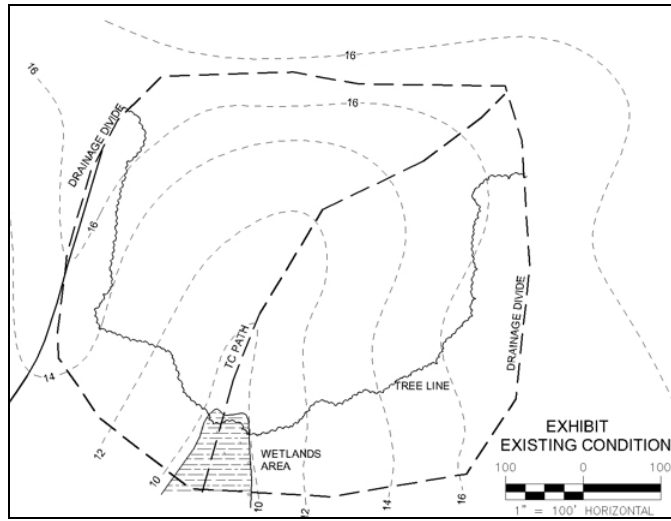 16
16
16
DRAINAGE DIVIDE
16
TC PATH
DRAINAGE DIVIDE
14
TREE LINE
12
WETLANDS
AREA
10
10
12
14
16
EXHIBIT
EXISTING CONDITION
100 0 100
1" = 100' HORIZONTAL